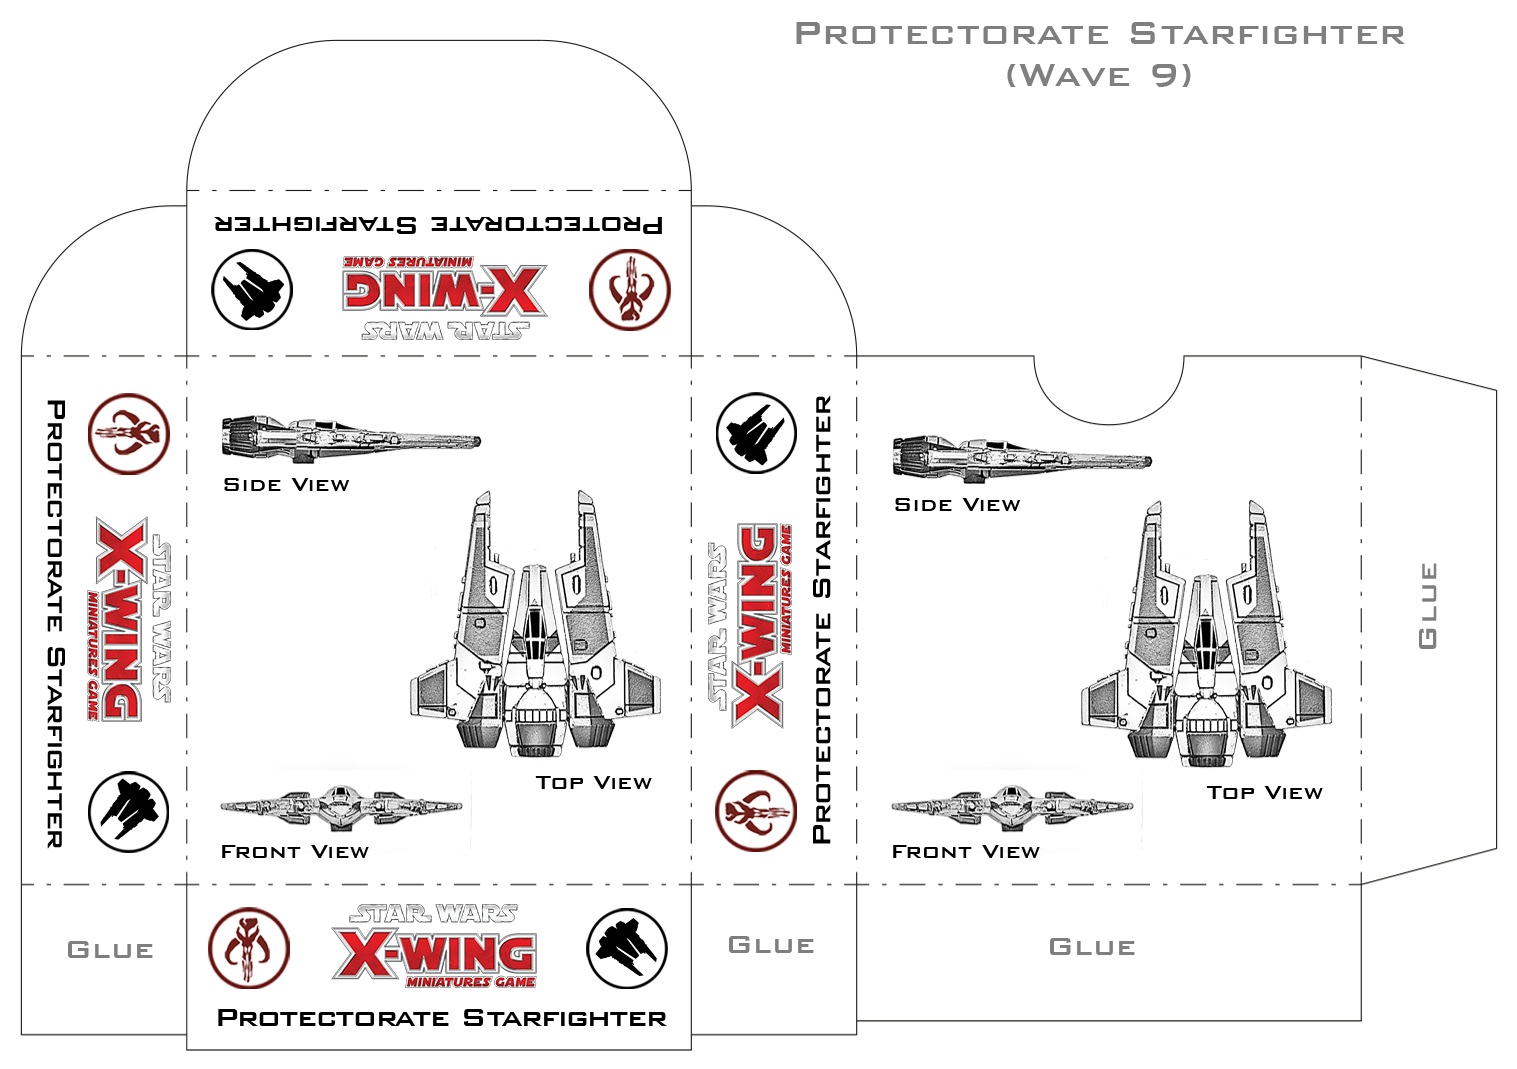 Protectorate Starfighter
(Wave 9)
Protectorate Starfighter
STAR WARS
X-WING
MINIATURES GAME
Protectorate Starfighter
STAR WARS
X-WING
MINIATURES GAME
Side View
Top View
Front View
STAR WARS
X-WING
MINIATURES GAME
Protectorate Starfighter
Side View
Top View
Front View
Glue
Glue
STAR WARS
X-WING
MINIATURES GAME
Protectorate Starfighter
Glue
Glue